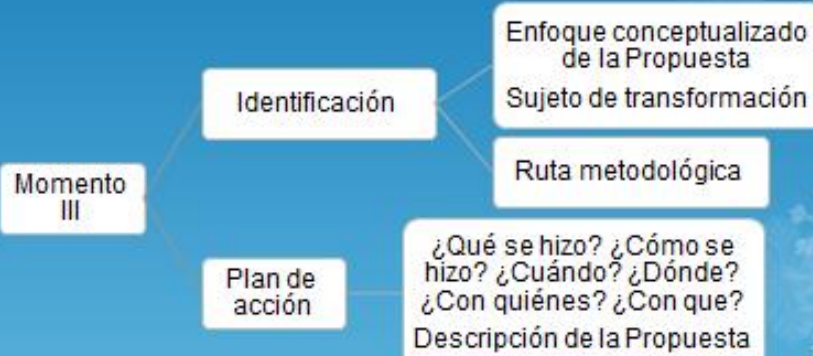 Momento
III
Identificación
Enfoque conceptualizado
de la Propuesta
Sujeto de transformación
Ruta metodológica
Plan de
acción
¿Qué se hizo? ¿Cómo se
hizo? ¿Cuándo? ¿Dónde?
¿Con quiénes? ¿Con que?
Descripción de la Propuesta